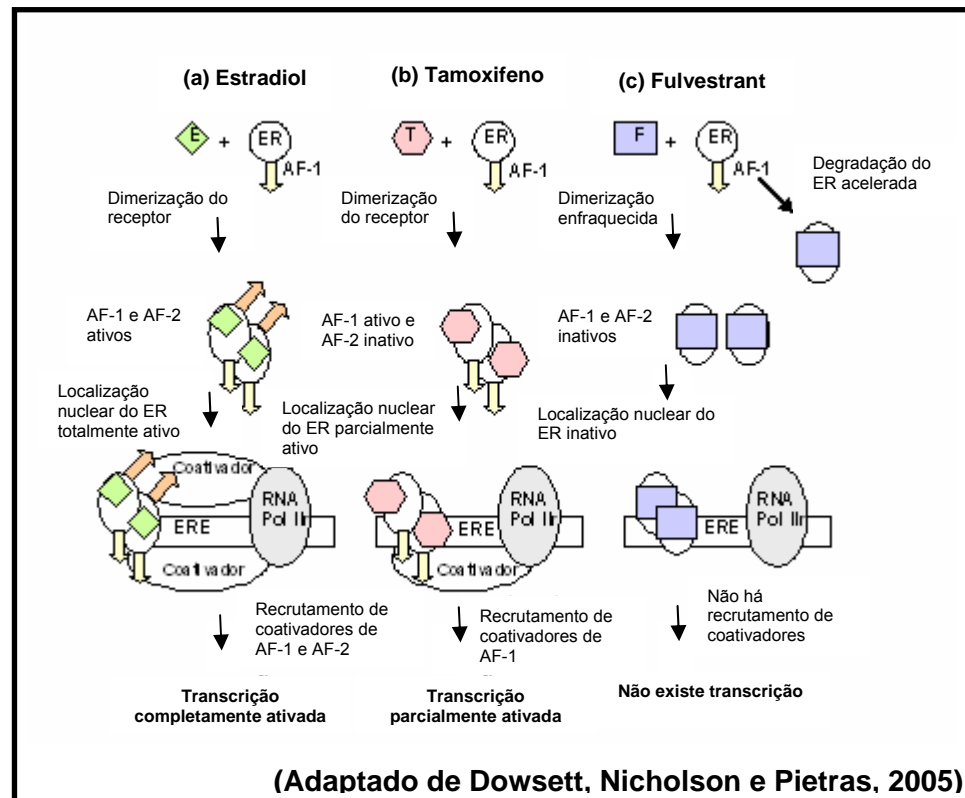 (a) Estradiol
(b) Tamoxifeno
(c) Fulvestrant
E + ER
AF-1
T + ER
AF-1
F + ER
AF-1
Degradação do
ER acelerada
Dimerização do
receptor
Dimerização
do receptor
Dimerização
enfraquecida
AF-1 e AF-2
ativos
AF-1 ativo e
AF-2 inativo
AF-1 e AF-2
inativos
Localização
nuclear do ER
totalmente ativo
Localização nuclear
do ER parcialmente
ativo
Localização nuclear do
ER inativo
Coativador
ERE
Coativador
RNA
Pol IIr
ERE
Coativador
RNA
Pol IIr
ERE
RNA
Pol IIr
Recrutamento de
coativadores de
AF-1 e AF-2
Recrutamento de
coativadores de
AF-1
Não há
recrutamento de
coativadores
Transcrição
completamente ativada
Transcrição
parcialmente ativada
Não existe transcrição
(Adaptado de Dowsett, Nicholson e Pietras, 2005)